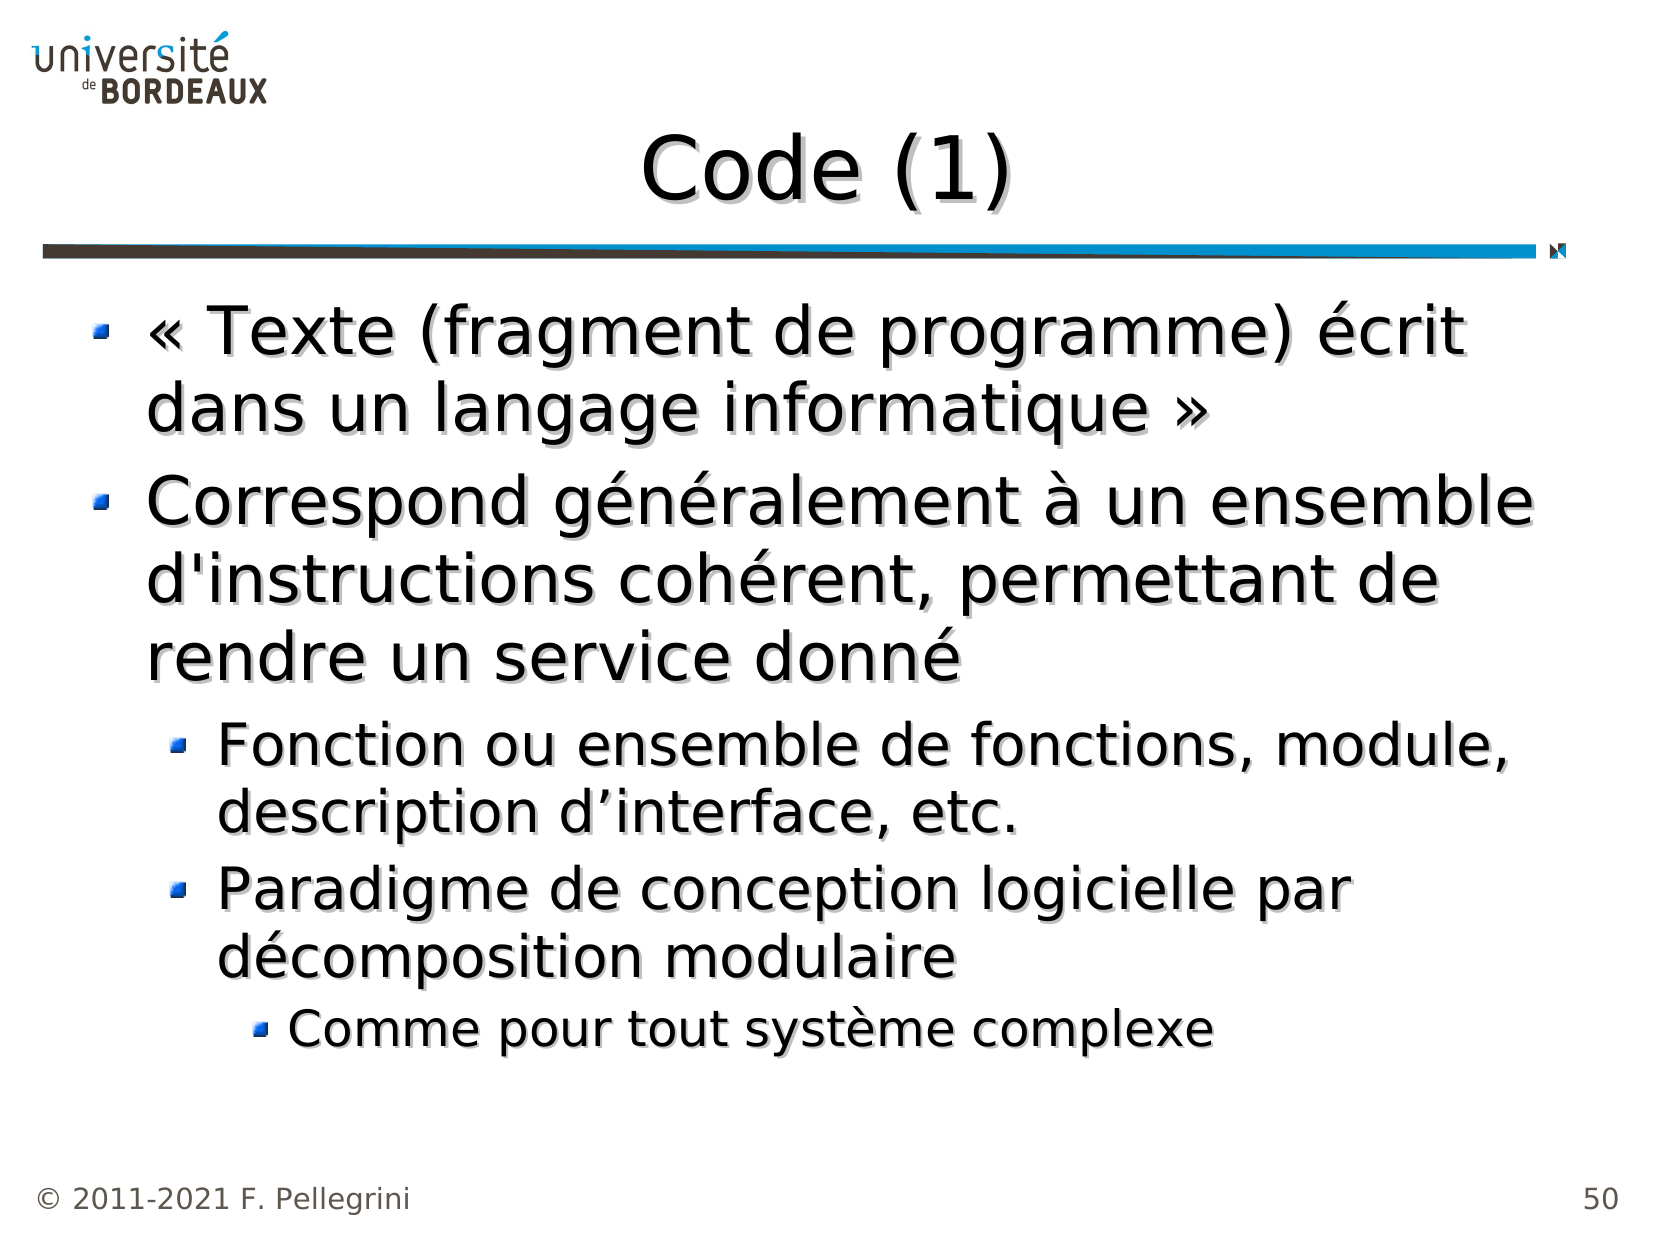 université
de BORDEAUX
Code (1)
« Texte (fragment de programme) écrit
dans un langage informatique »
Correspond généralement à un ensemble
d'instructions cohérent, permettant de
rendre un service donné
Fonction ou ensemble de fonctions, module,
description d’interface, etc.
Paradigme de conception logicielle par
décomposition modulaire
Comme pour tout système complexe
© 2011-2021 F. Pellegrini
50